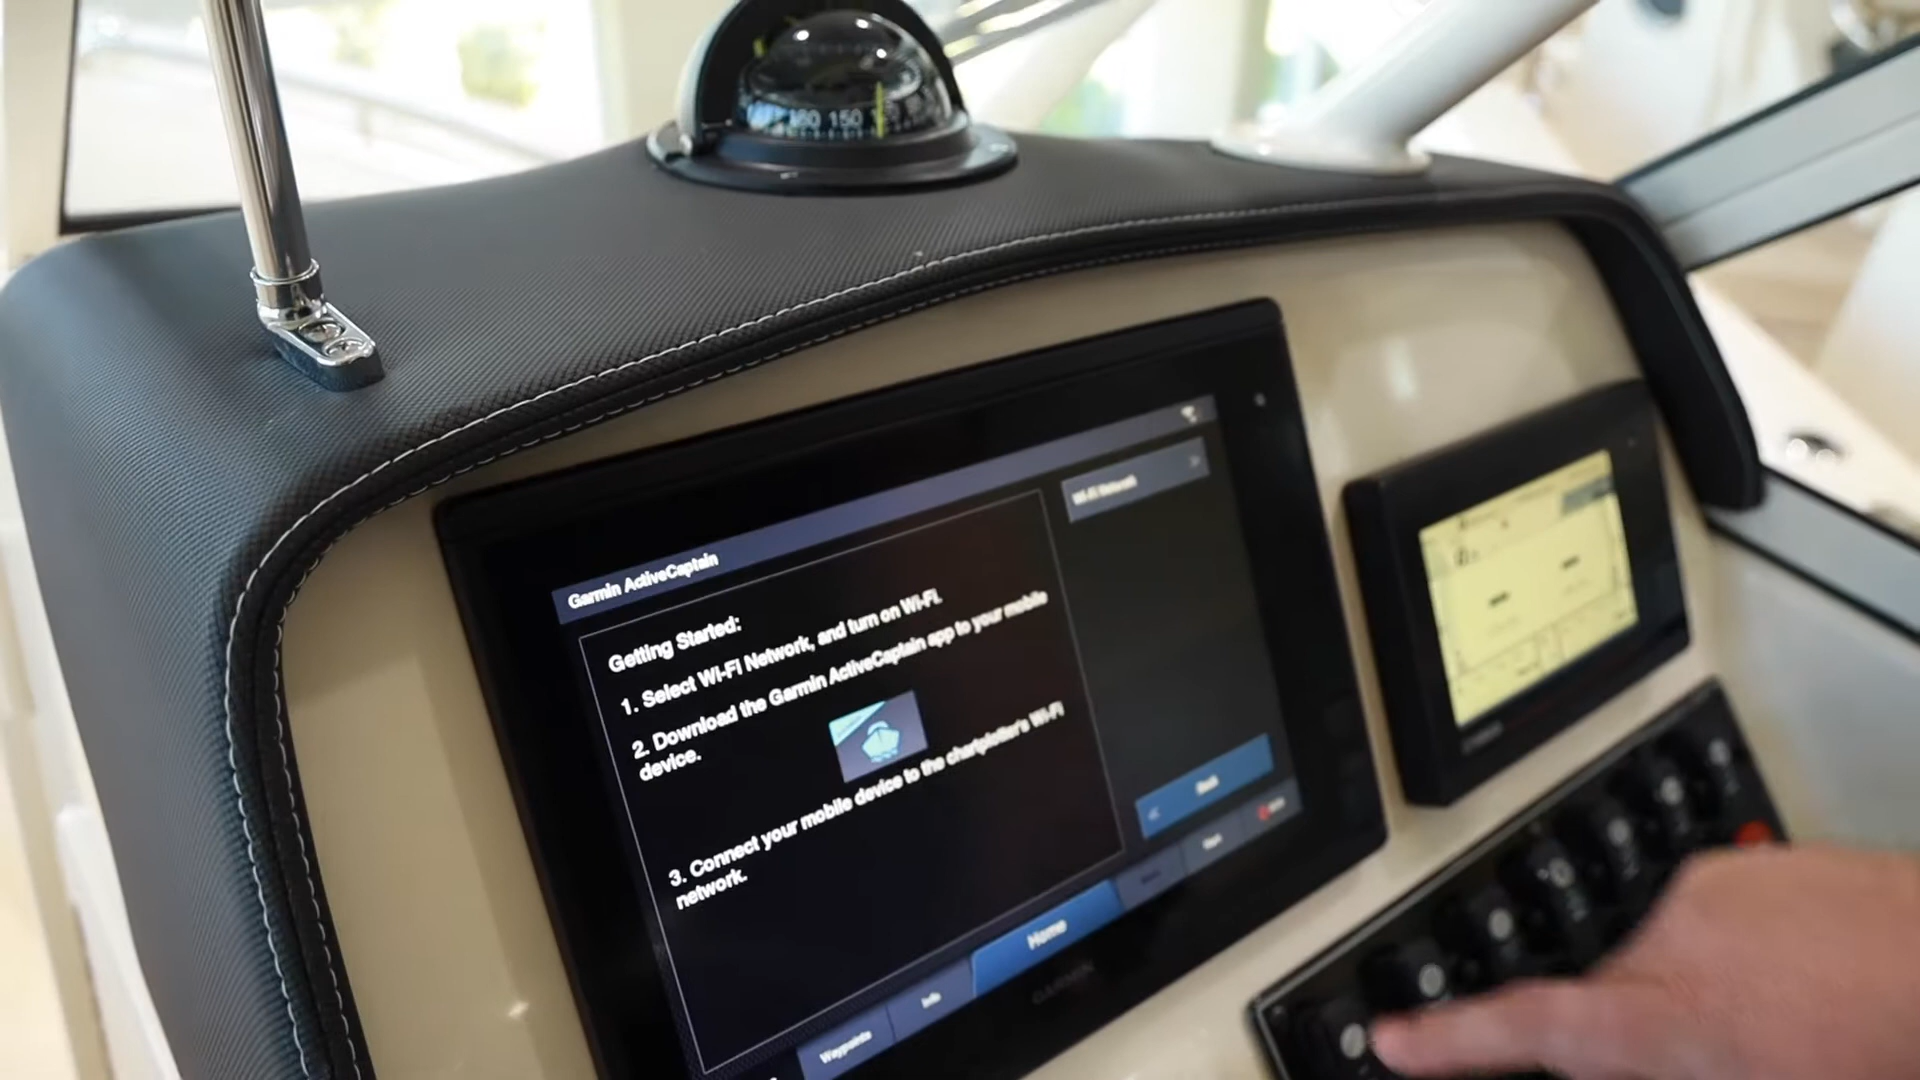 150
Wi-Fi Network
Garmin ActiveCaptain
Getting Started:
1. Select Wi-Fi Network, and turn on Wi-Fi.
2. Download the Garmin ActiveCaptain app to your mobile
device.
3. Connect your mobile device to the chartplotter's Wi-Fi
network.
Back
Home
Info
Waypoints
GARMIN